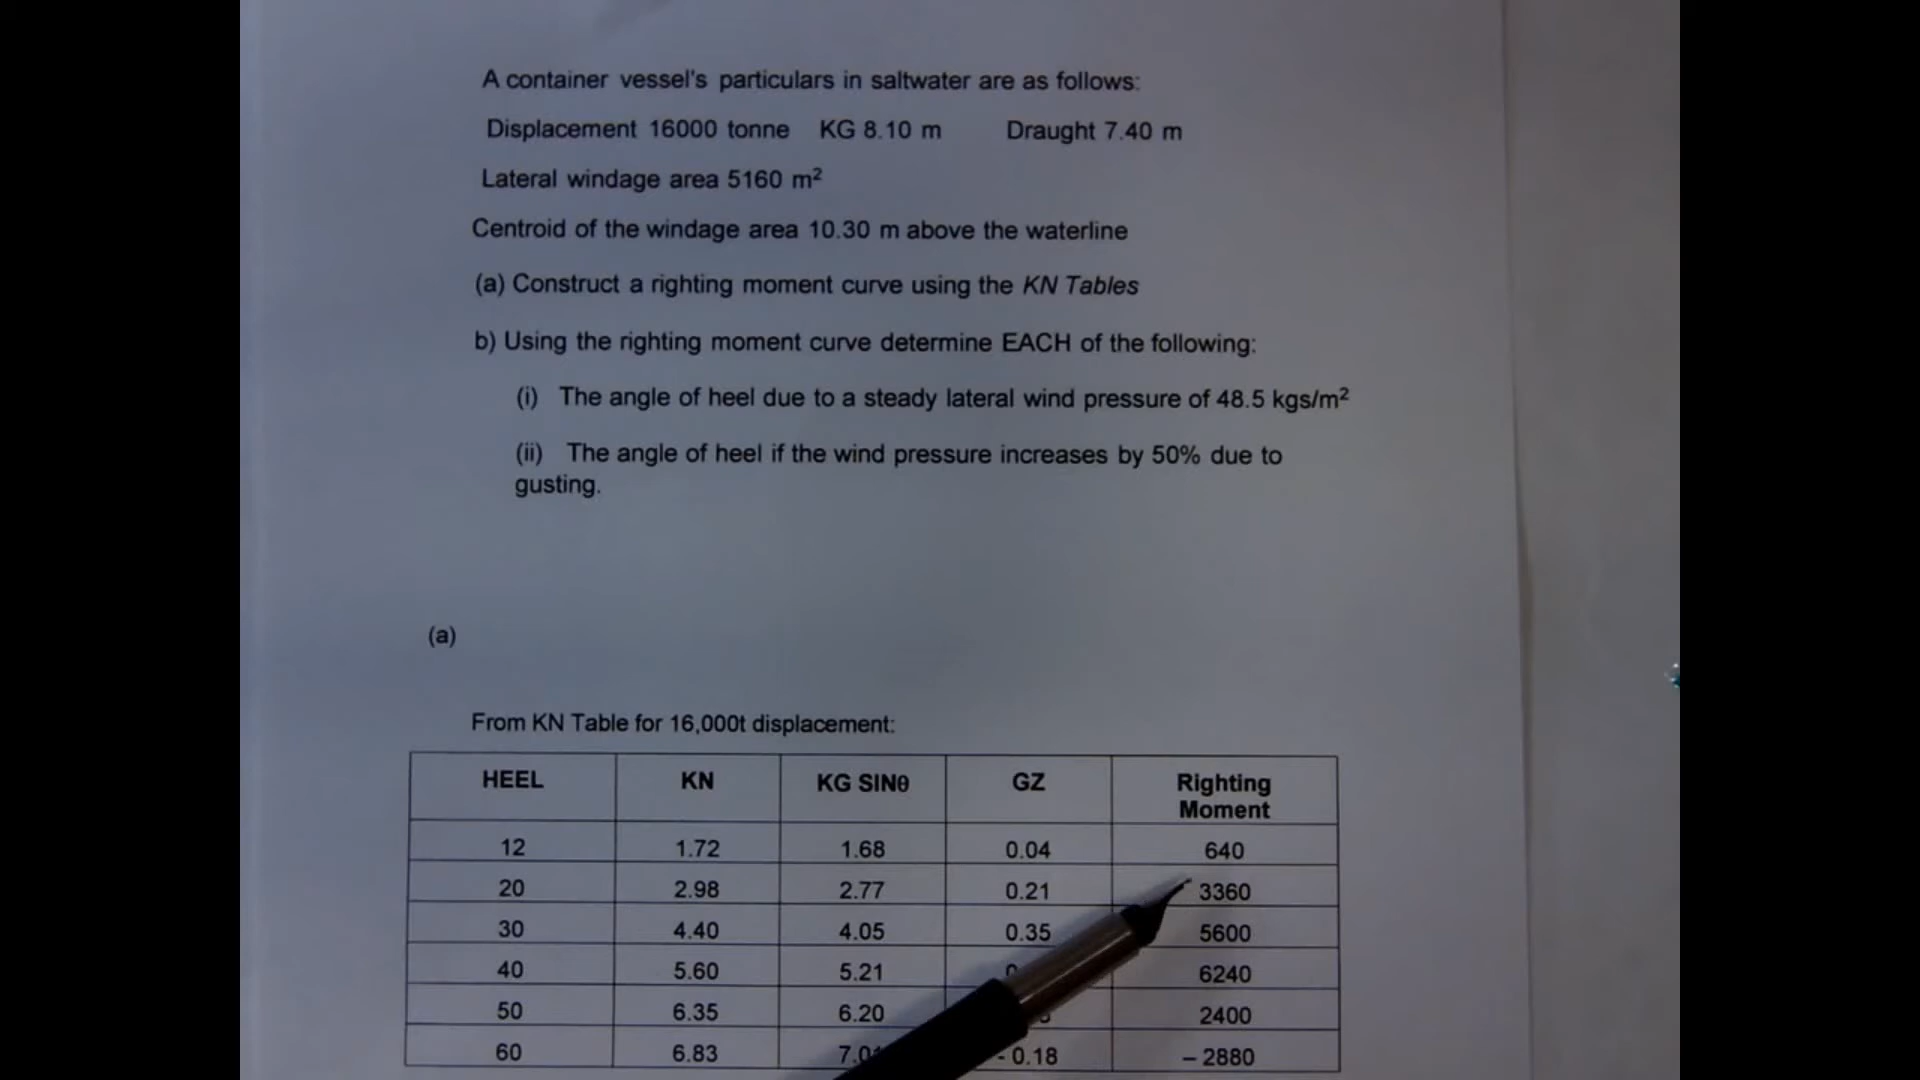 A container vessel's particulars in saltwater are as follows:
Displacement 16000 tonne KG 8.10 m Draught 7.40 m
Lateral windage area 5160 m²
Centroid of the windage area 10.30 m above the waterline
(a) Construct a righting moment curve using the KN Tables
b) Using the righting moment curve determine EACH of the following:
(i) The angle of heel due to a steady lateral wind pressure of 48.5 kgs/m²
(ii) The angle of heel if the wind pressure increases by 50% due to
gusting.
(a)
From KN Table for 16,000t displacement:
HEEL KN KG SINθ GZ Righting Moment
12 1.72 1.68 0.04 640
20 2.98 2.77 0.21 3360
30 4.40 4.05 0.35 5600
40 5.60 5.21 6240
50 6.35 6.20 2400
60 6.83 - 0.18 – 2880